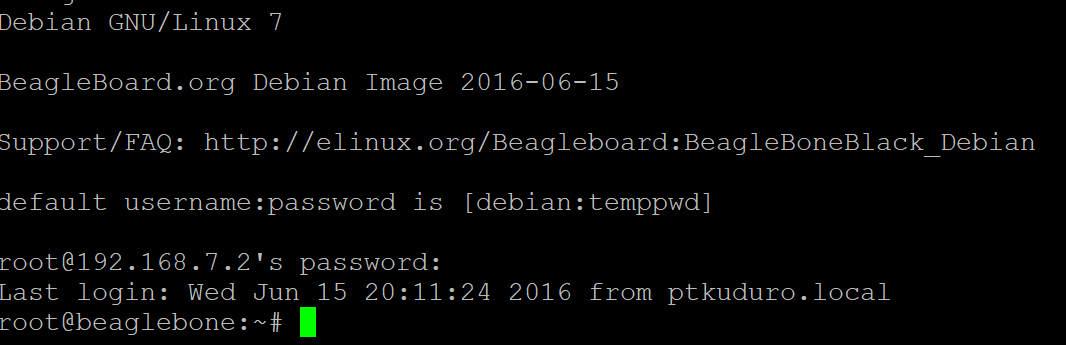 Debian GNU/Linux 7
BeagleBoard.org Debian Image 2016-06-15
Support/FAQ: http://elinux.org/Beagleboard:BeagleBoneBlack_Debian
default username:password is [debian:temppwd]
root@192.168.7.2's password:
Last login: Wed Jun 15 20:11:24 2016 from ptkuduro.local
root@beaglebone:~#